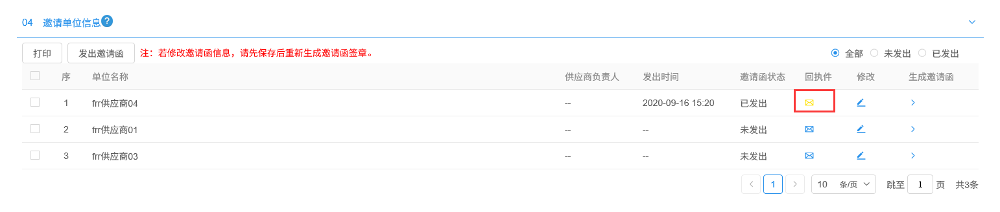 04 邀请单位信息?
打印 发出邀请函 注：若修改邀请函信息，请先保存后重新生成邀请函签章。 全部 未发出 已发出
序 单位名称 供应商负责人 发出时间 邀请函状态 回执件 修改 生成邀请函
1 frr供应商04 -- 2020-09-16 15:20 已发出
2 frr供应商01 -- -- 未发出
3 frr供应商03 -- -- 未发出
1 10 条/页 跳至 1 页 共3条